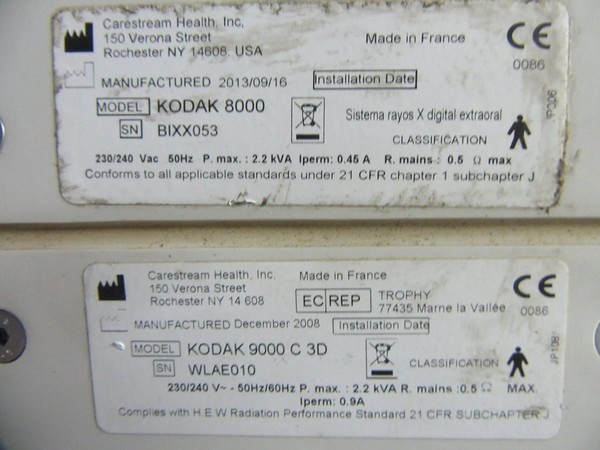 Carestream Health, Inc,
150 Verona Street
Rochester NY 14608. USA
Made in France
CE
0086
MANUFACTURED 2013/09/16
Installation Date
MODEL KODAK 8000
SN BIXX053
Sistema rayos X digital extraoral
CLASSIFICATION
230/240 Vac 50Hz P. max. : 2.2 kVA Iperm: 0.45 A R. mains : 0.5 Ω max
Conforms to all applicable standards under 21 CFR chapter 1 subchapter J
Carestream Health, Inc.
150 Verona Street
Rochester NY 14 608
Made in France
CE
0086
EC REP
TROPHY
77435 Marne la Vallée
MANUFACTURED December 2008
Installation Date
MODEL KODAK 9000 C 3D
SN WLAE010
CLASSIFICATION
230/240 V~ - 50Hz/60Hz P. max. : 2.2 kVA R. mains :0.5 Ω MAX.
Iperm: 0.9A
Complies with H.E.W Radiation Performance Standard 21 CFR SUBCHAPTER J